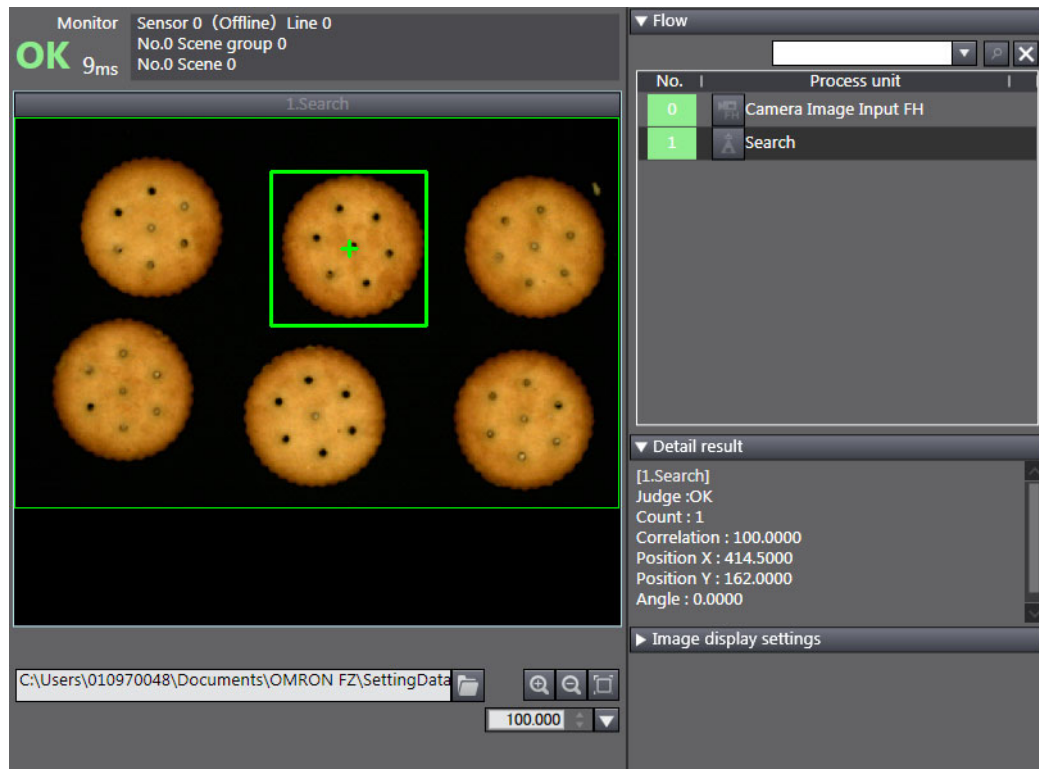 Monitor
OK 9ms
Sensor 0 (Offline) Line 0
No.0 Scene group 0
No.0 Scene 0
1.Search
C:\Users\010970048\Documents\OMRON FZ\SettingData
100.000
▼ Flow
No. Process unit
0 FH Camera Image Input FH
1 Search
▼ Detail result
[1.Search]
Judge :OK
Count : 1
Correlation : 100.0000
Position X : 414.5000
Position Y : 162.0000
Angle : 0.0000
▶ Image display settings